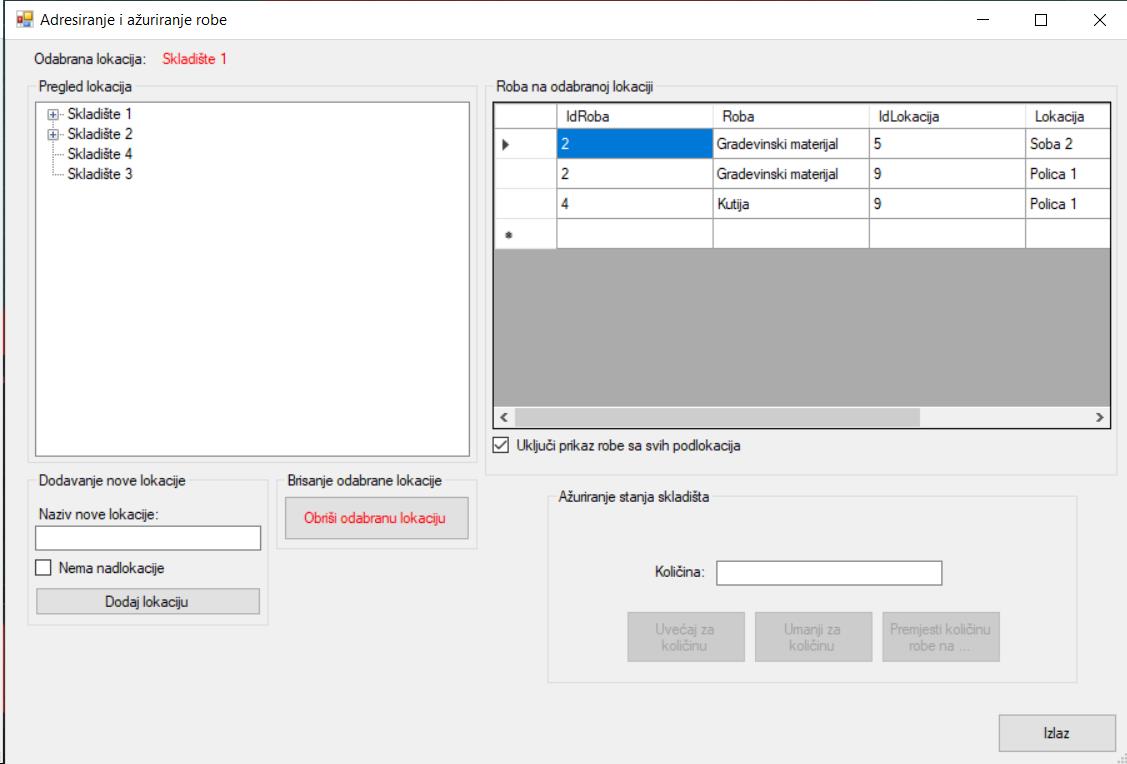 Adresiranje i ažuriranje robe
Odabrana lokacija: Skladište 1
Pregled lokacija
Skladište 1
Skladište 2
Skladište 4
Skladište 3
Roba na odabranoj lokaciji
IdRoba Roba IdLokacija Lokacija
2 Građevinski materijal 5 Soba 2
2 Građevinski materijal 9 Polica 1
4 Kutija 9 Polica 1
Uključi prikaz robe sa svih podlokacija
Dodavanje nove lokacije
Naziv nove lokacije:
Nema nadlokacije
Dodaj lokaciju
Brisanje odabrane lokacije
Obriši odabranu lokaciju
Ažuriranje stanja skladišta
Količina:
Uvećaj za
količinu
Umanji za
količinu
Premjesti količinu
robe na ...
Izlaz